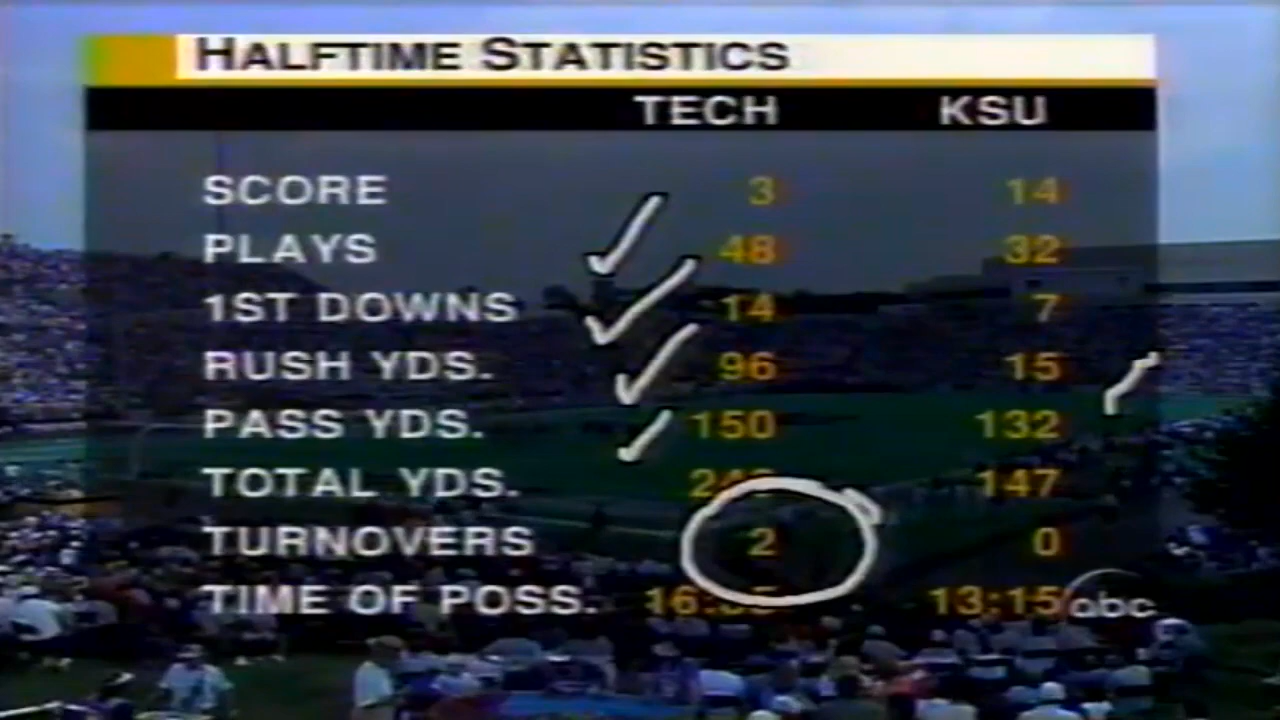 HALFTIME STATISTICS
TECH KSU
SCORE 3 14
PLAYS 48 32
1ST DOWNS 14 7
RUSH YDS. 96 15
PASS YDS. 150 132
TOTAL YDS. 147
TURNOVERS 2 0
TIME OF POSS. 13:15
abc